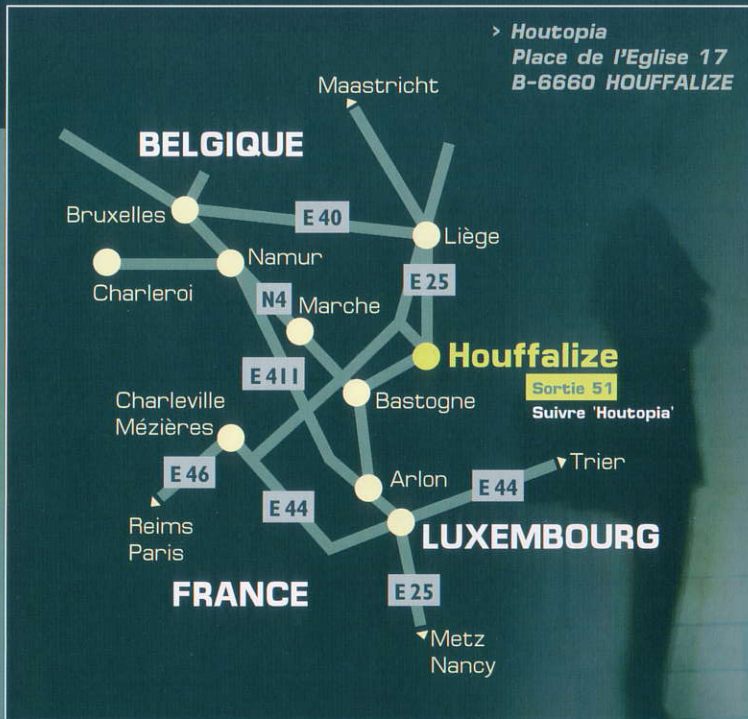 > Houtopia
Place de l'Eglise 17
B-6660 HOUFFALIZE
Maastricht
BELGIQUE
Bruxelles
E 40
Liège
Namur
Charleroi
E 25
N4
Marche
Houffalize
E 411
Sortie 51
Suivre 'Houtopia'
Bastogne
Charleville
Mézières
Trier
E 46
Arlon
E 44
E 44
Reims
Paris
LUXEMBOURG
FRANCE
E 25
Metz
Nancy